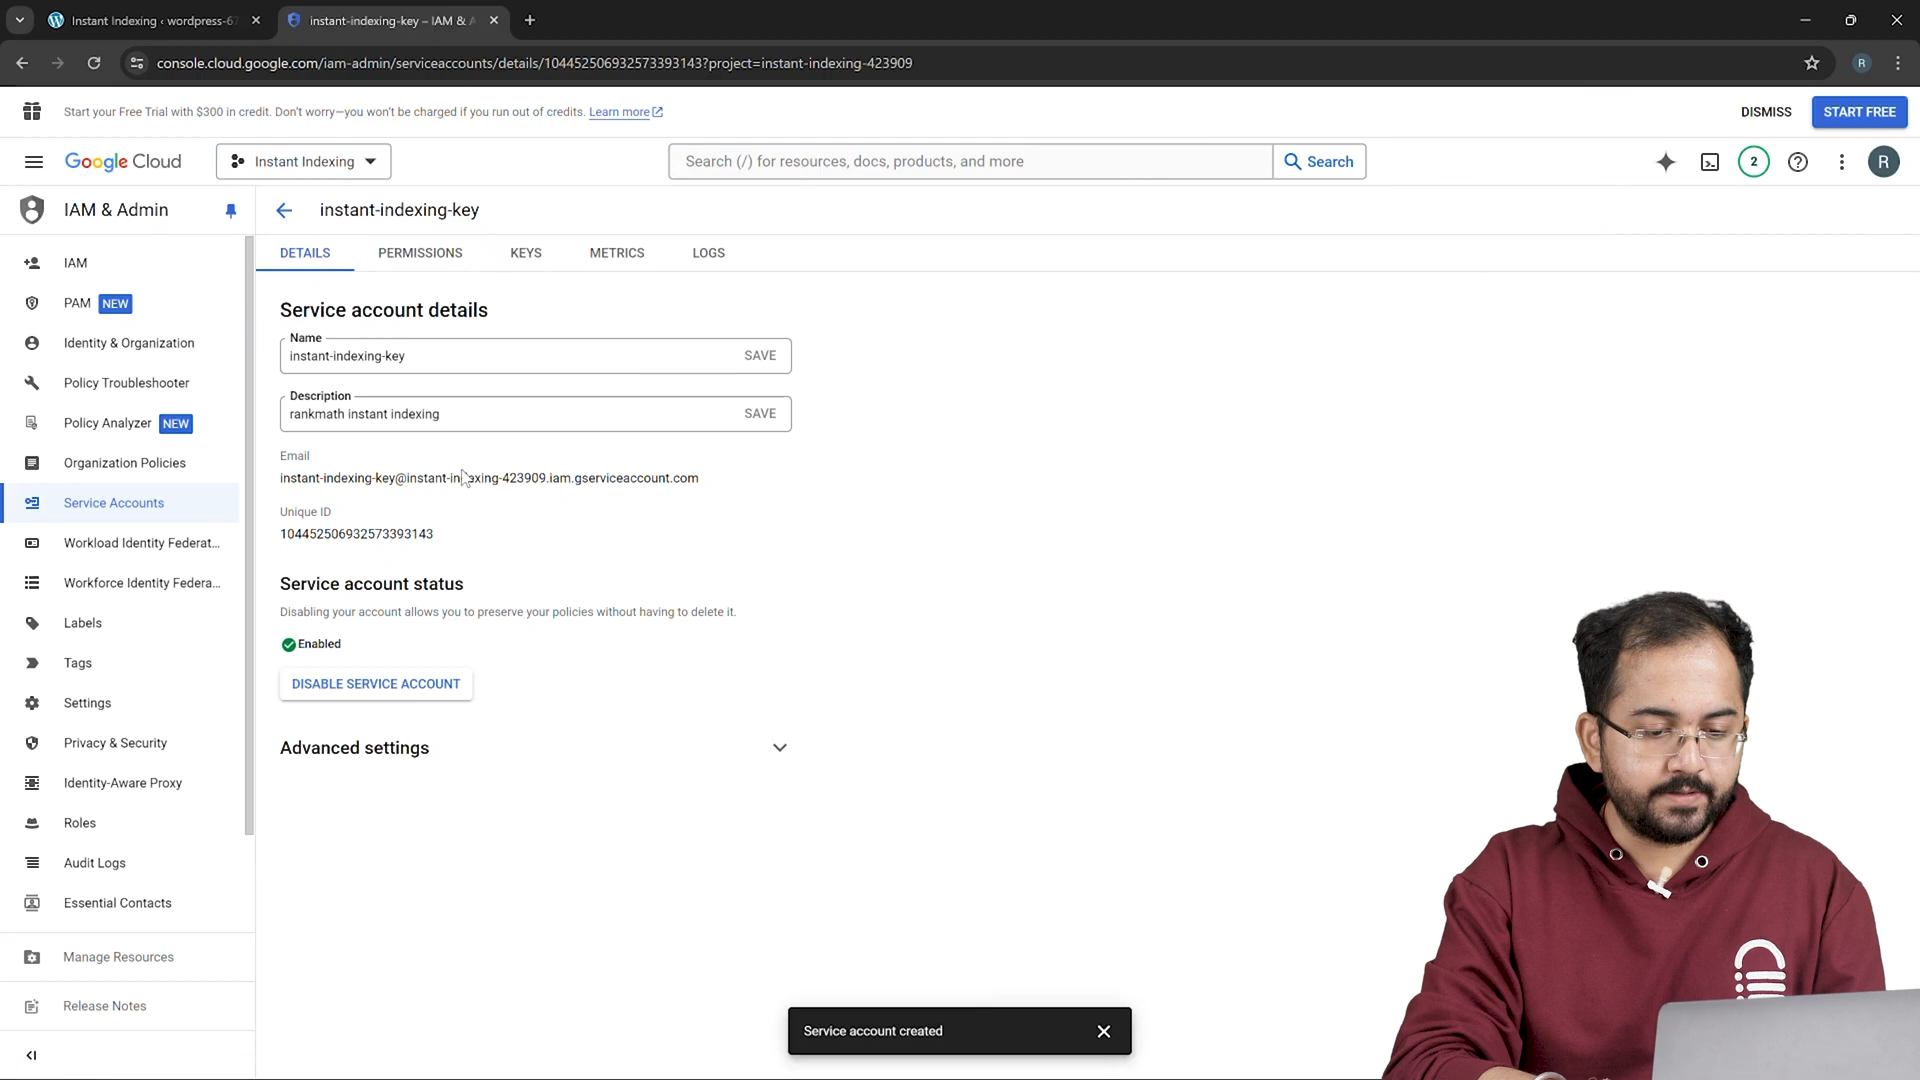 Instant Indexing ‹ wordpress-67
instant-indexing-key – IAM & A
console.cloud.google.com/iam-admin/serviceaccounts/details/104452506932573393143?project=instant-indexing-423909
R
Start your Free Trial with $300 in credit. Don't worry—you won't be charged if you run out of credits. Learn more
DISMISS
START FREE
Google Cloud
Instant Indexing
Search (/) for resources, docs, products, and more
Search
2
R
IAM & Admin
instant-indexing-key
DETAILS
PERMISSIONS
KEYS
METRICS
LOGS
IAM
PAM NEW
Identity & Organization
Policy Troubleshooter
Policy Analyzer NEW
Organization Policies
Service Accounts
Workload Identity Federat...
Workforce Identity Federa...
Labels
Tags
Settings
Privacy & Security
Identity-Aware Proxy
Roles
Audit Logs
Essential Contacts
Manage Resources
Release Notes
Service account details
Name
instant-indexing-key
SAVE
Description
rankmath instant indexing
SAVE
Email
instant-indexing-key@instant-indexing-423909.iam.gserviceaccount.com
Unique ID
104452506932573393143
Service account status
Disabling your account allows you to preserve your policies without having to delete it.
Enabled
DISABLE SERVICE ACCOUNT
Advanced settings
Service account created